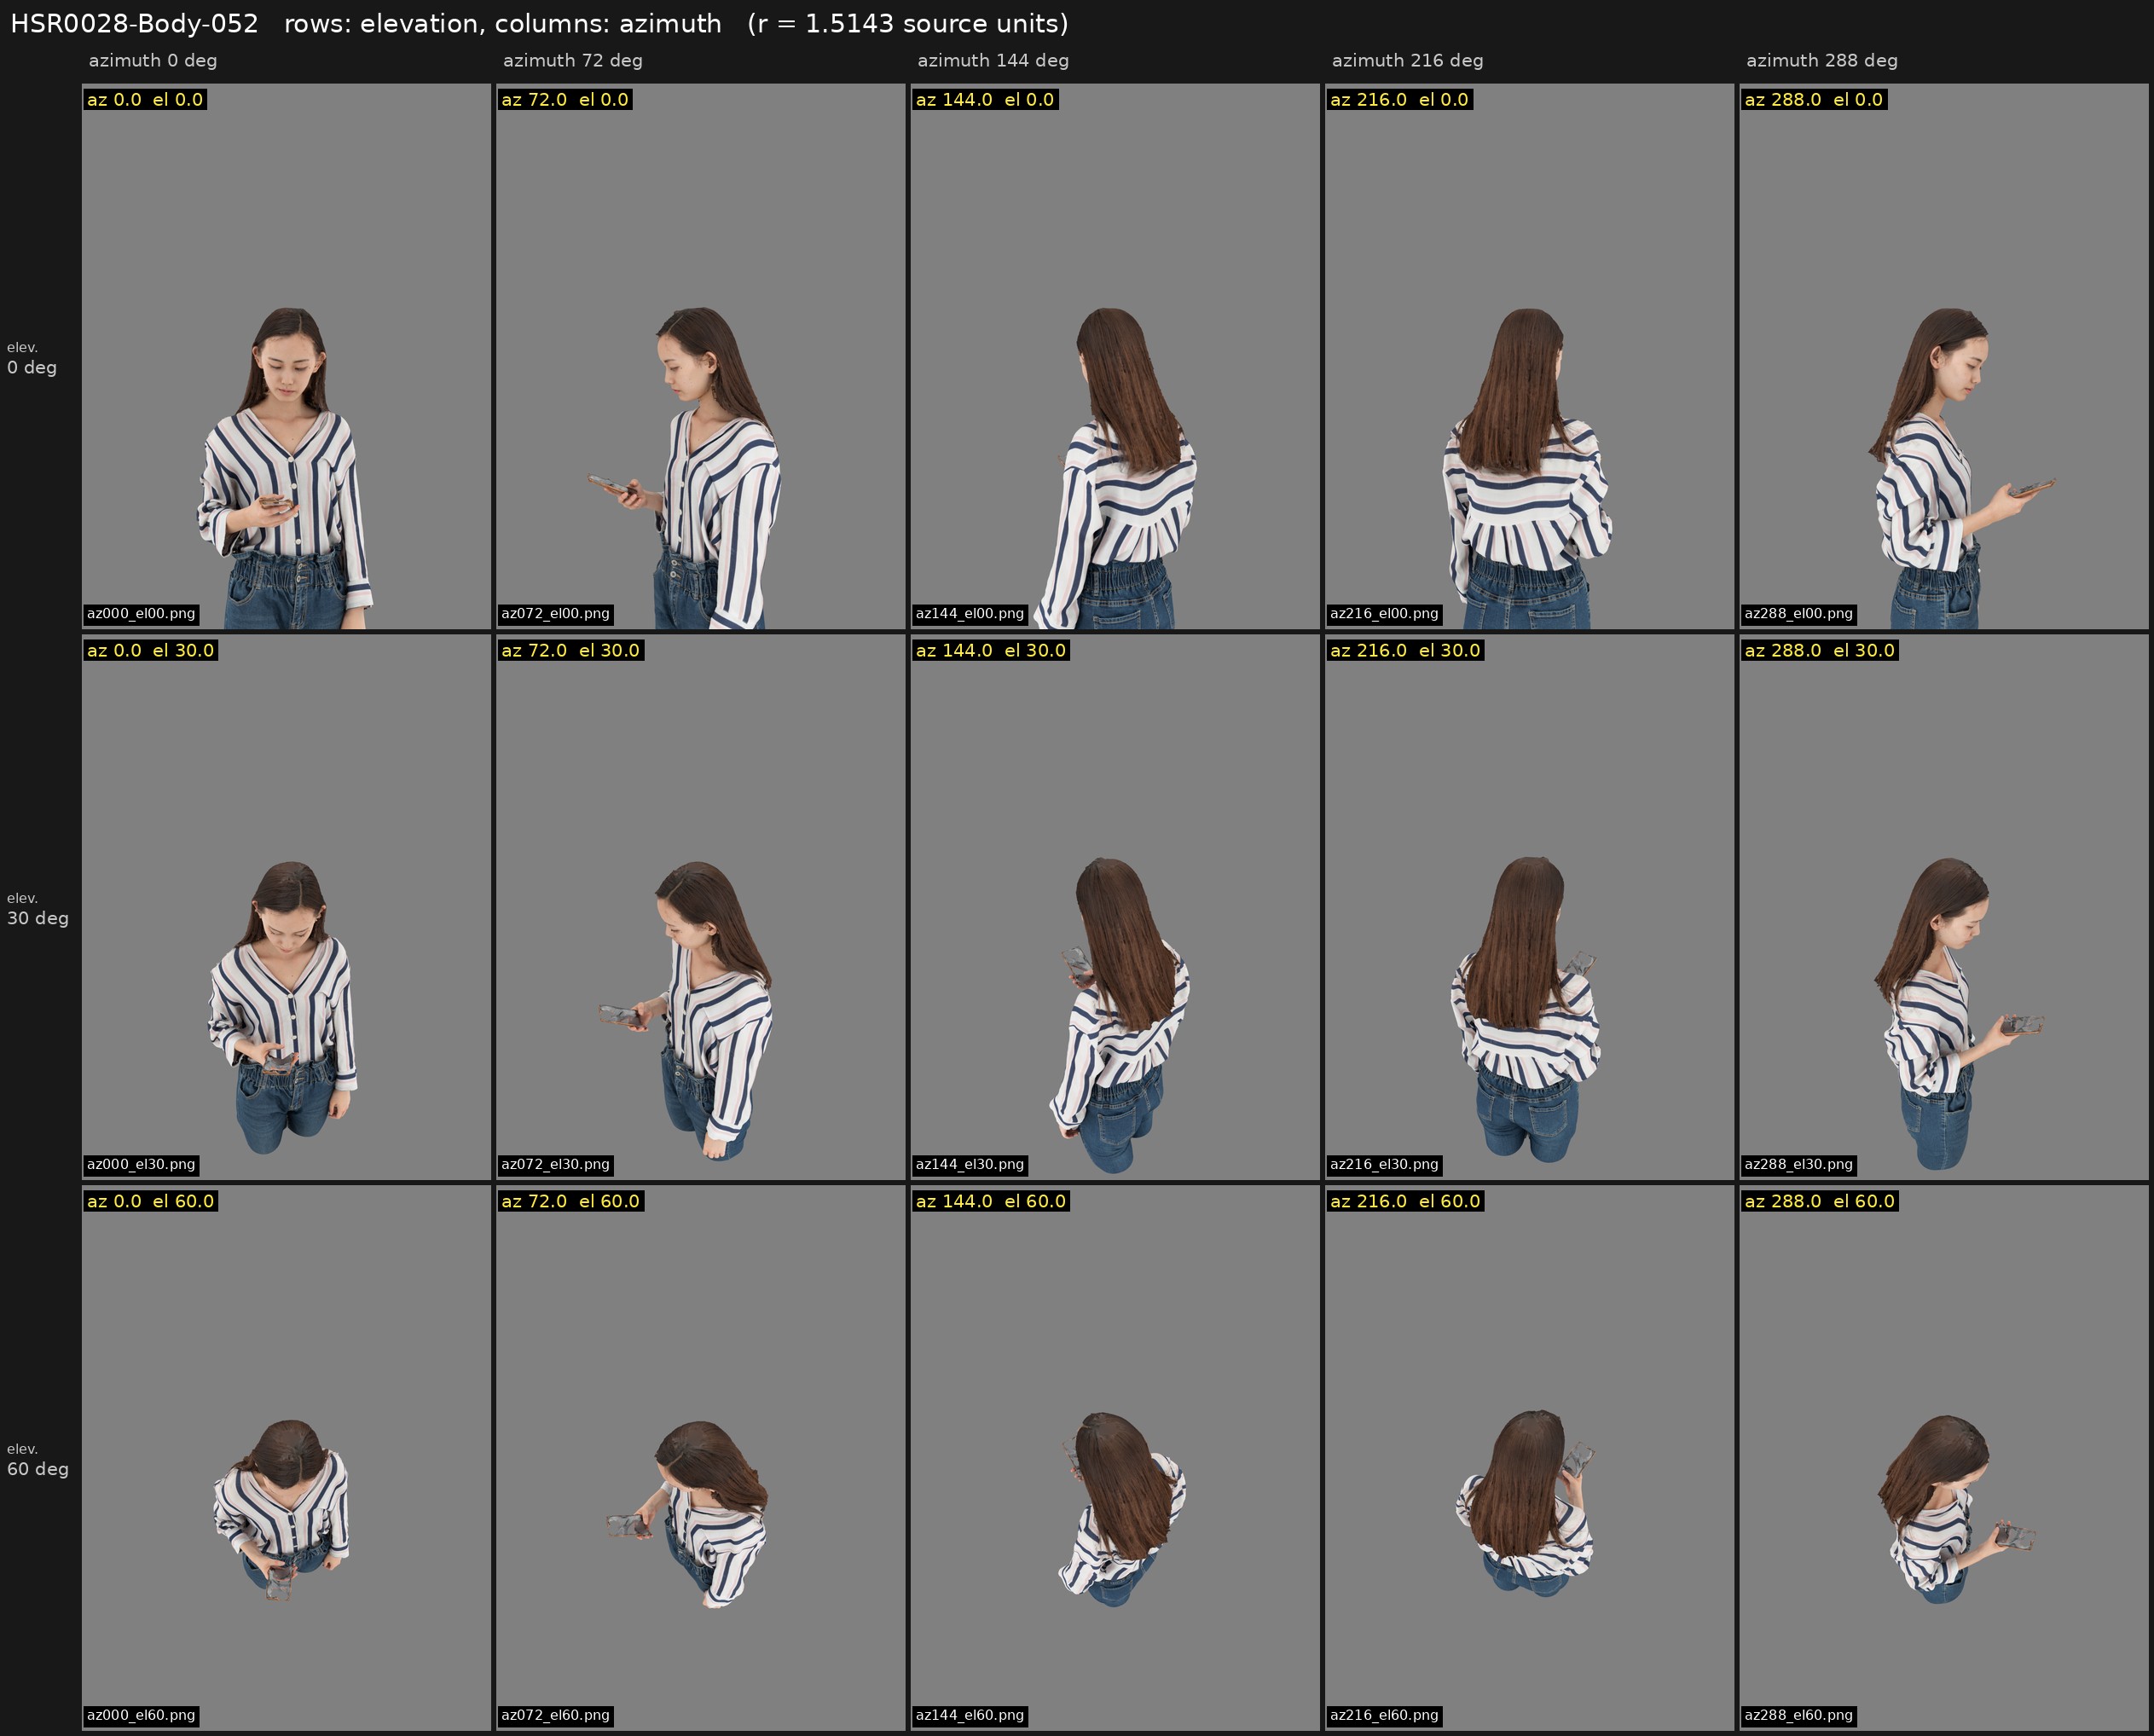 HSR0028-Body-052   rows: elevation, columns: azimuth   (r = 1.5143 source units)
azimuth 0 deg
azimuth 72 deg
azimuth 144 deg
azimuth 216 deg
azimuth 288 deg
az 0.0  el 0.0
az 72.0  el 0.0
az 144.0  el 0.0
az 216.0  el 0.0
az 288.0  el 0.0
elev.
0 deg
az000_el00.png
az072_el00.png
az144_el00.png
az216_el00.png
az288_el00.png
az 0.0  el 30.0
az 72.0  el 30.0
az 144.0  el 30.0
az 216.0  el 30.0
az 288.0  el 30.0
elev.
30 deg
az000_el30.png
az072_el30.png
az144_el30.png
az216_el30.png
az288_el30.png
az 0.0  el 60.0
az 72.0  el 60.0
az 144.0  el 60.0
az 216.0  el 60.0
az 288.0  el 60.0
elev.
60 deg
az000_el60.png
az072_el60.png
az144_el60.png
az216_el60.png
az288_el60.png